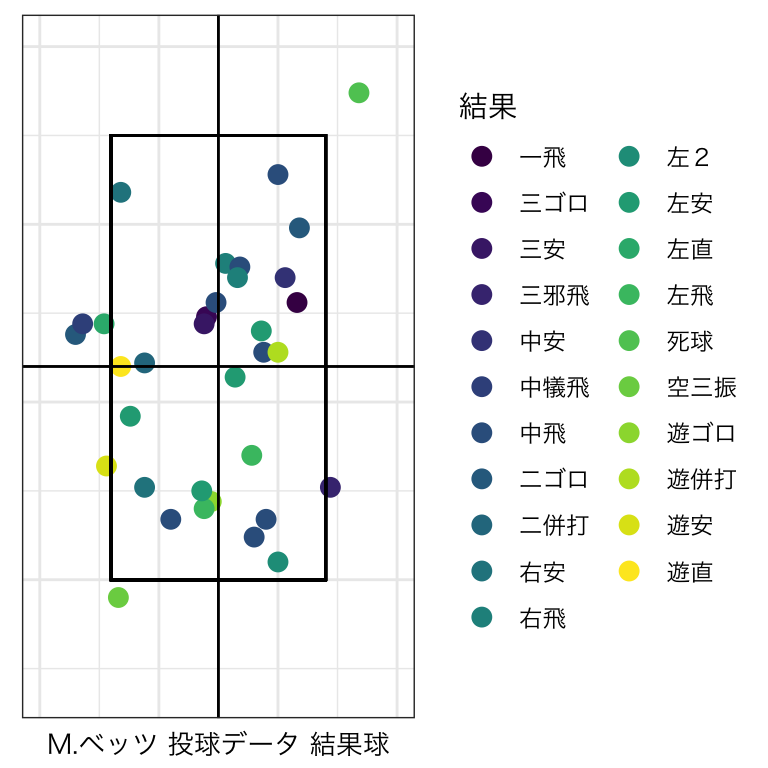 結果
一飛
三ゴロ
三安
三邪飛
中安
中犠飛
中飛
二ゴロ
二併打
右安
右飛
左２
左安
左直
左飛
死球
空三振
遊ゴロ
遊併打
遊安
遊直
M.ベッツ 投球データ 結果球